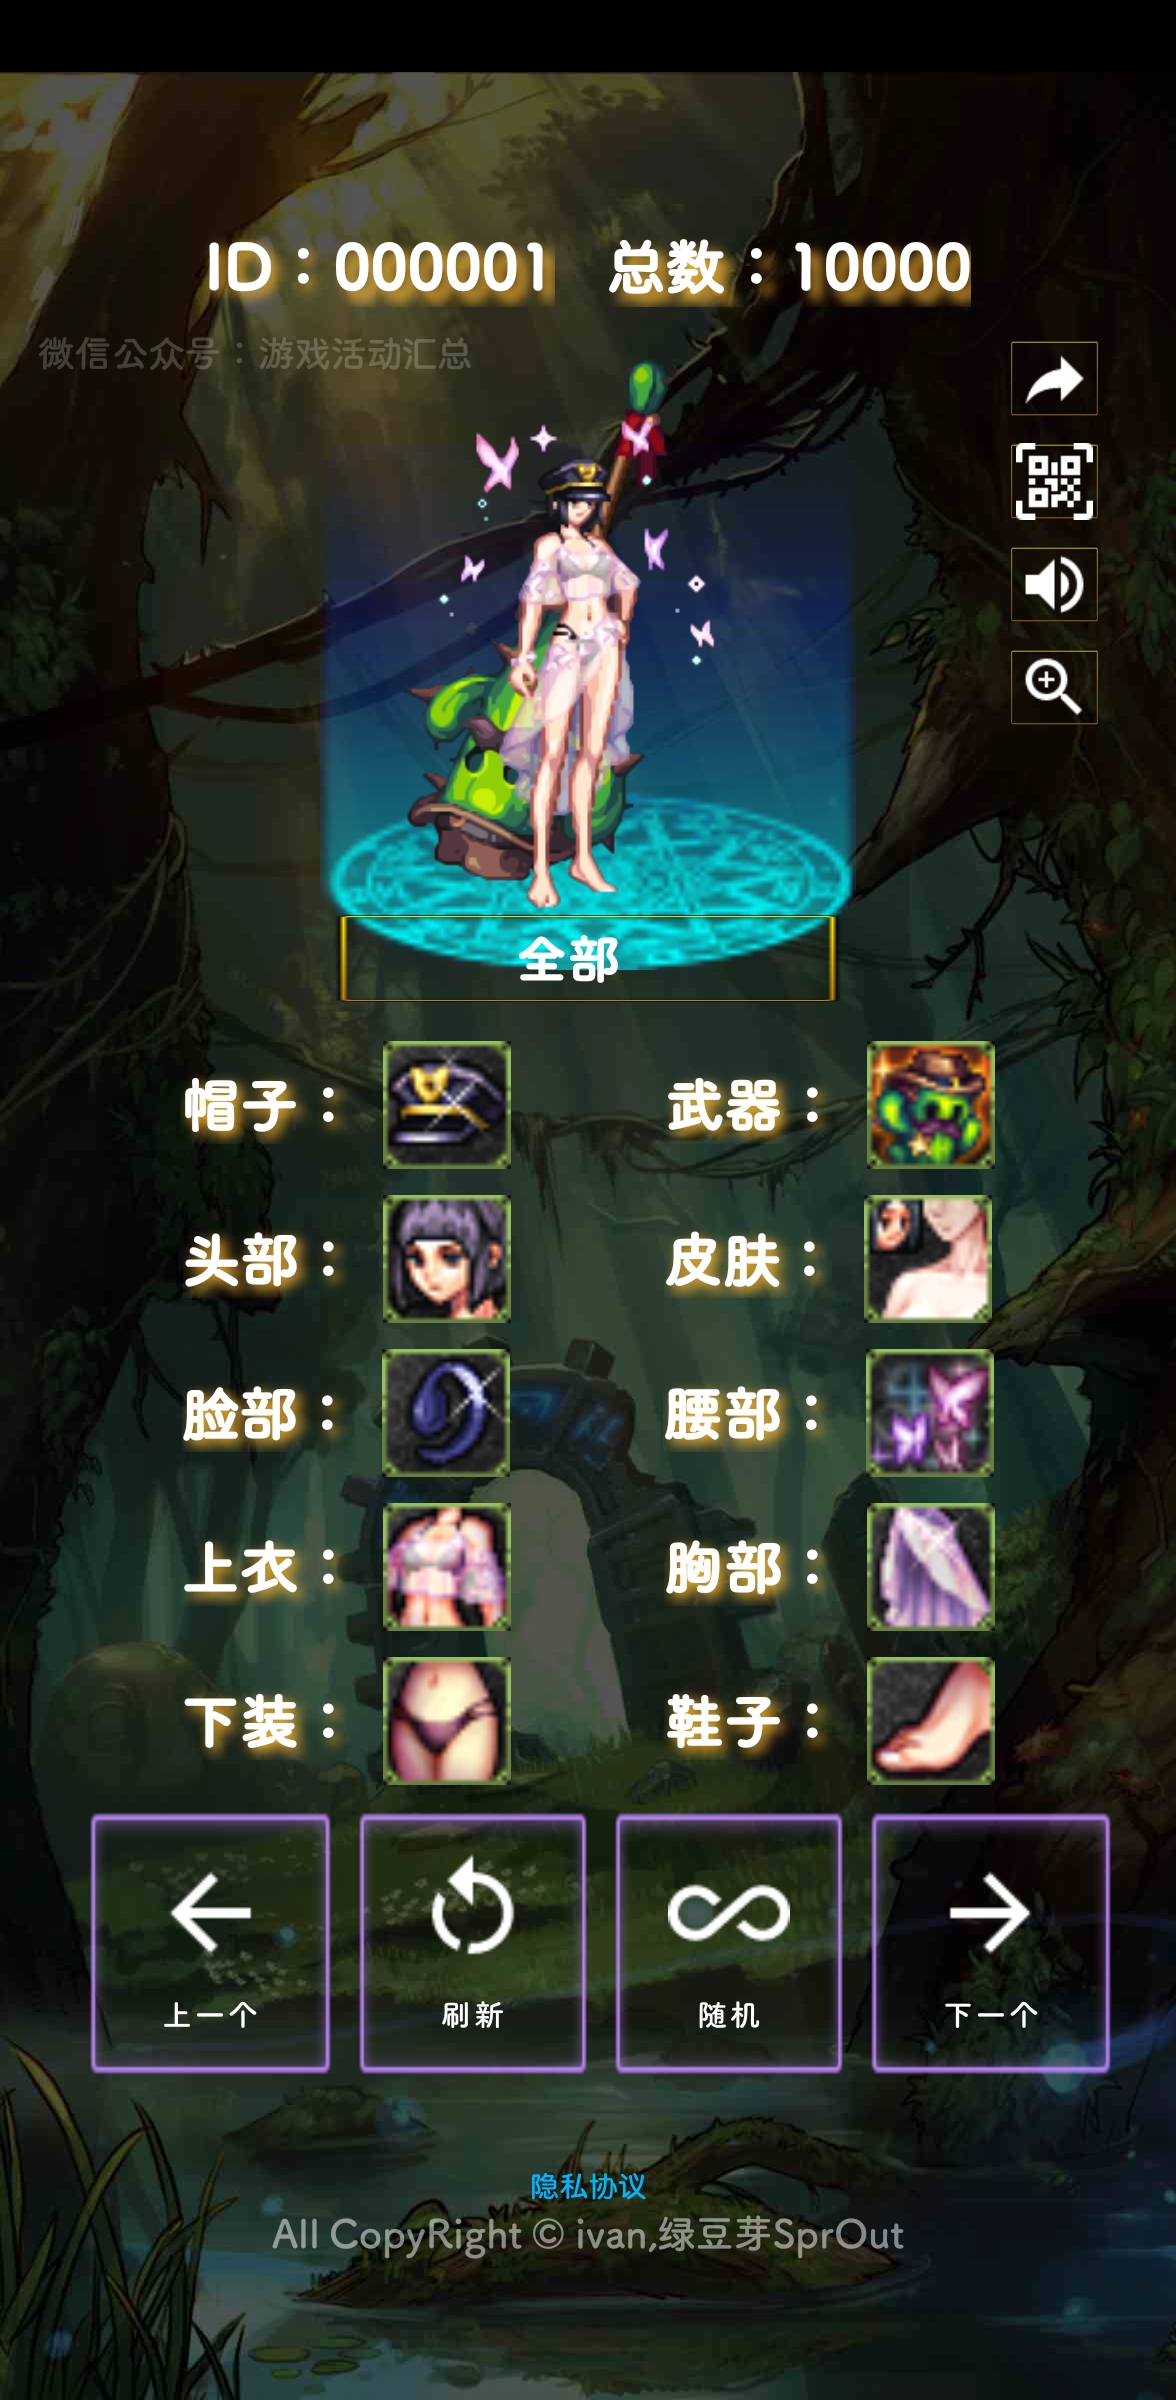 ID：000001 总数：10000
微信公众号：游戏活动汇总
全部
帽子： 武器：
头部： 皮肤：
脸部： 腰部：
上衣： 胸部：
下装： 鞋子：
上一个 刷新 随机 下一个
隐私协议
All CopyRight © ivan,绿豆芽SprOut